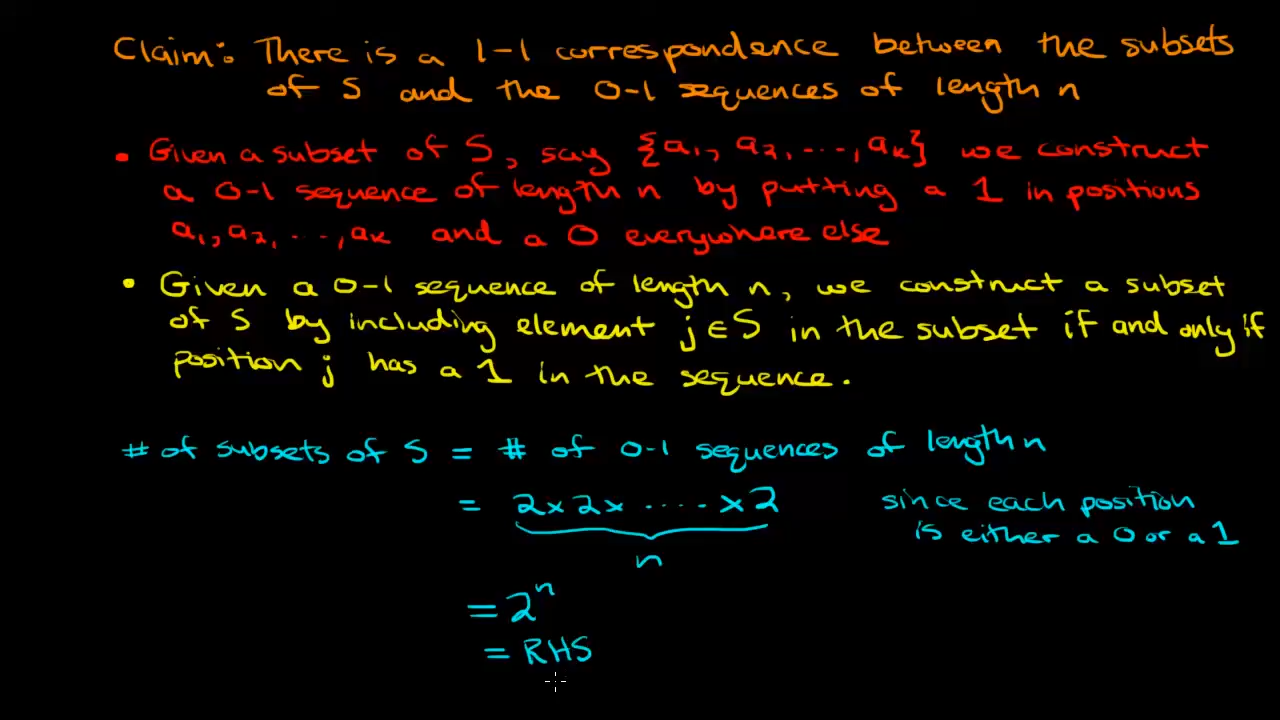 Claim: There is a 1-1 correspondence between the subsets
of S and the 0-1 sequences of length n
• Given a subset of S, say {a₁, a₂, ..., aₖ} we construct
a 0-1 sequence of length n by putting a 1 in positions
a₁, a₂, ..., aₖ and a 0 everywhere else
• Given a 0-1 sequence of length n, we construct a subset
of S by including element j ∈ S in the subset if and only if
position j has a 1 in the sequence.
# of subsets of S = # of 0-1 sequences of length n
= 2 × 2 × ..... × 2 since each position
is either a 0 or a 1
n
= 2ⁿ
= RHS